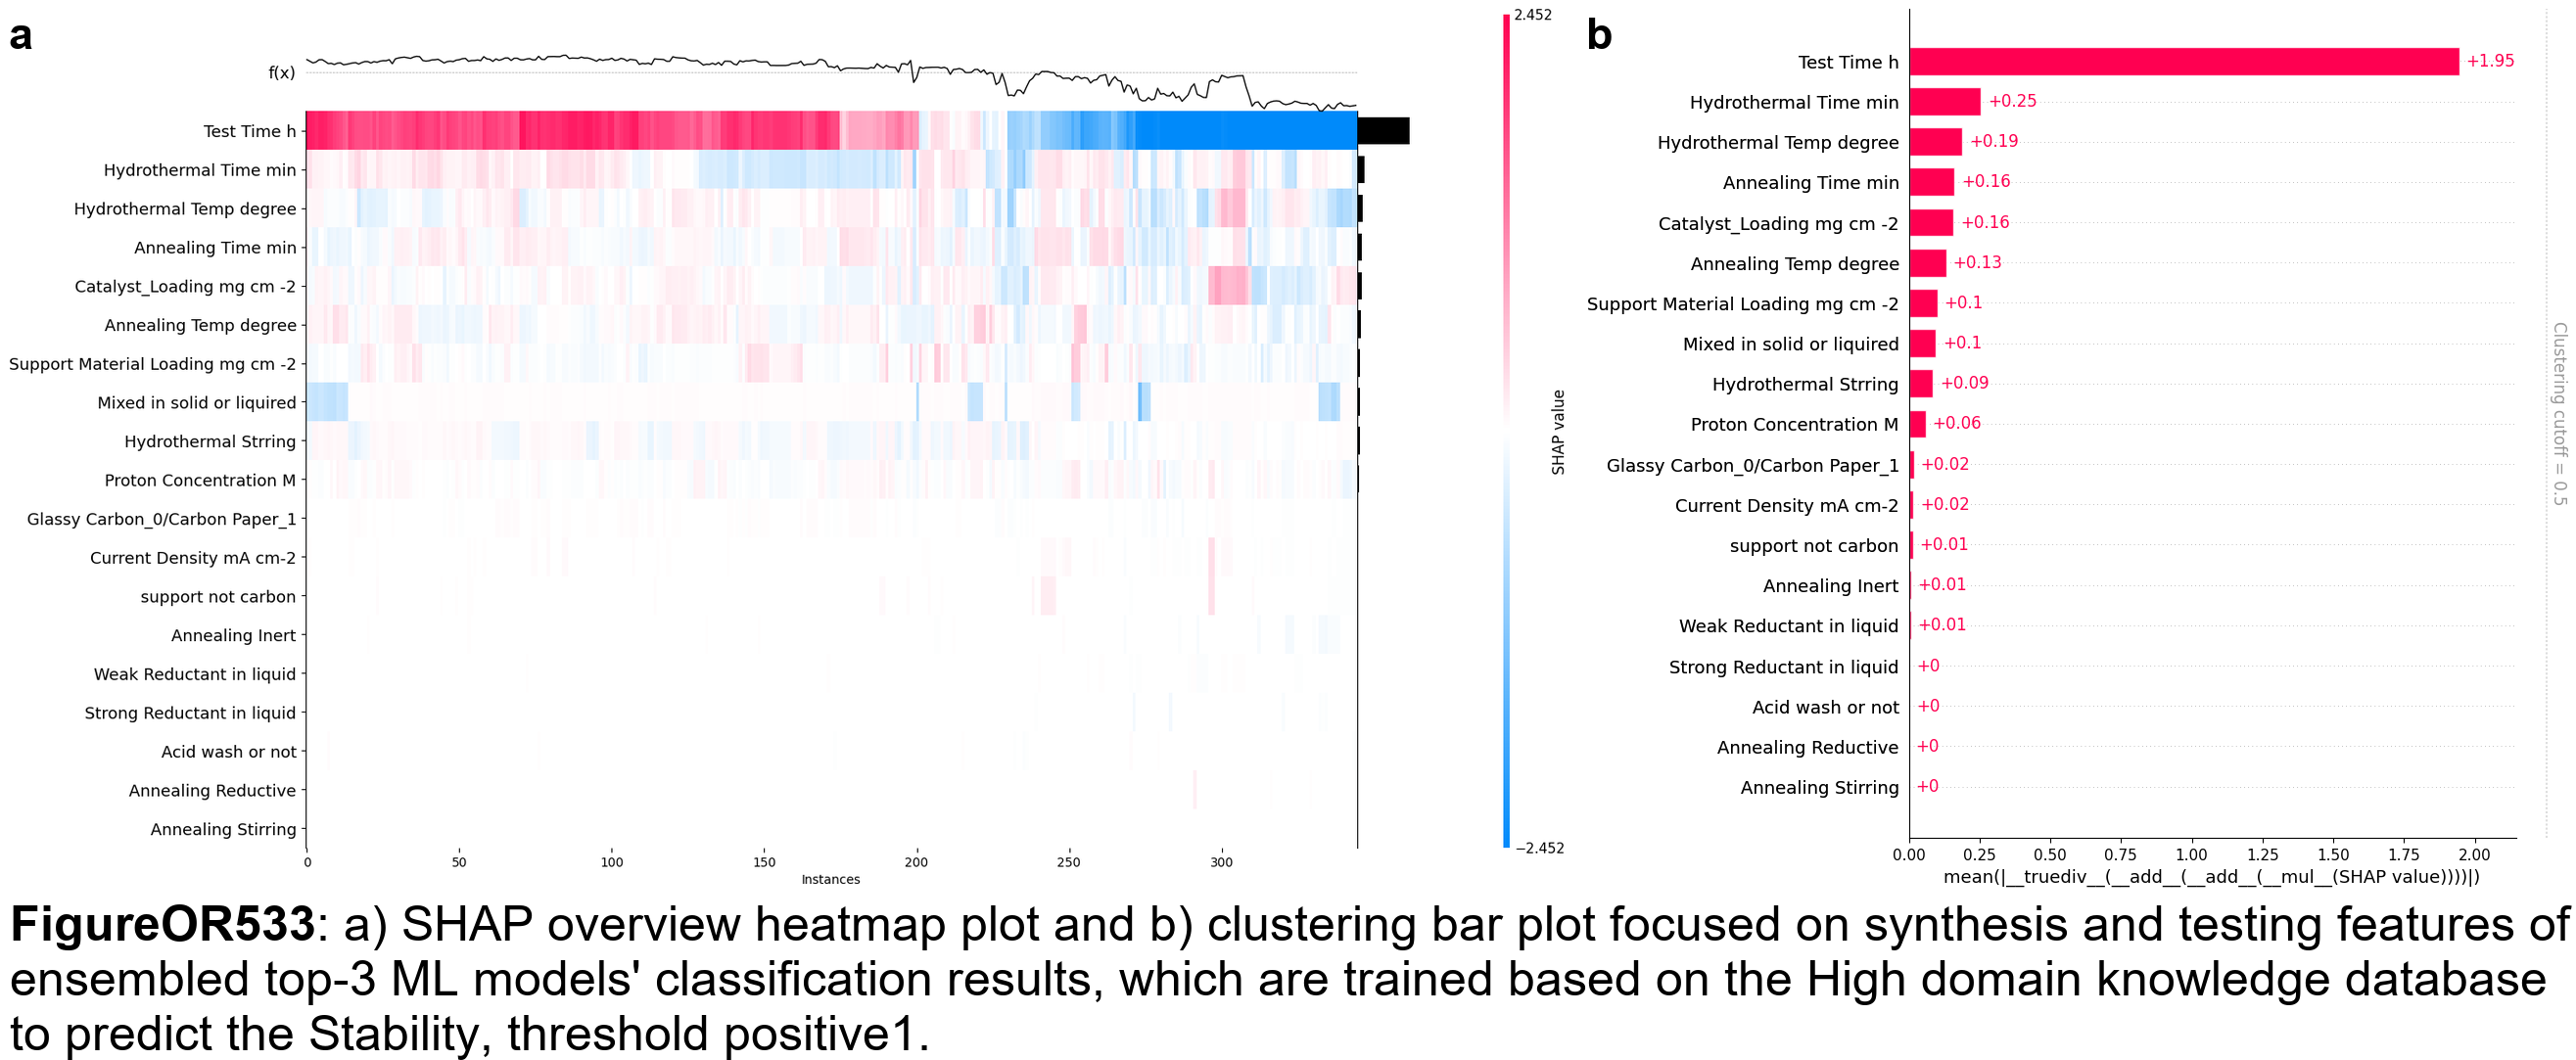 a
f(x)
Test Time h
Hydrothermal Time min
Hydrothermal Temp degree
Annealing Time min
Catalyst_Loading mg cm -2
Annealing Temp degree
Support Material Loading mg cm -2
Mixed in solid or liquired
Hydrothermal Strring
Proton Concentration M
Glassy Carbon_0/Carbon Paper_1
Current Density mA cm-2
support not carbon
Annealing Inert
Weak Reductant in liquid
Strong Reductant in liquid
Acid wash or not
Annealing Reductive
Annealing Stirring
0 50 100 150 200 250 300
Instances
2.452
SHAP value
−2.452
b
Test Time h +1.95
Hydrothermal Time min +0.25
Hydrothermal Temp degree +0.19
Annealing Time min +0.16
Catalyst_Loading mg cm -2 +0.16
Annealing Temp degree +0.13
Support Material Loading mg cm -2 +0.1
Mixed in solid or liquired +0.1
Hydrothermal Strring +0.09
Proton Concentration M +0.06
Glassy Carbon_0/Carbon Paper_1 +0.02
Current Density mA cm-2 +0.02
support not carbon +0.01
Annealing Inert +0.01
Weak Reductant in liquid +0.01
Strong Reductant in liquid +0
Acid wash or not +0
Annealing Reductive +0
Annealing Stirring +0
0.00 0.25 0.50 0.75 1.00 1.25 1.50 1.75 2.00
mean(|__truediv__(__add__(__add__(__mul__(SHAP value))))|)
Clustering cutoff = 0.5
FigureOR533: a) SHAP overview heatmap plot and b) clustering bar plot focused on synthesis and testing features of
ensembled top-3 ML models' classification results, which are trained based on the High domain knowledge database
to predict the Stability, threshold positive1.